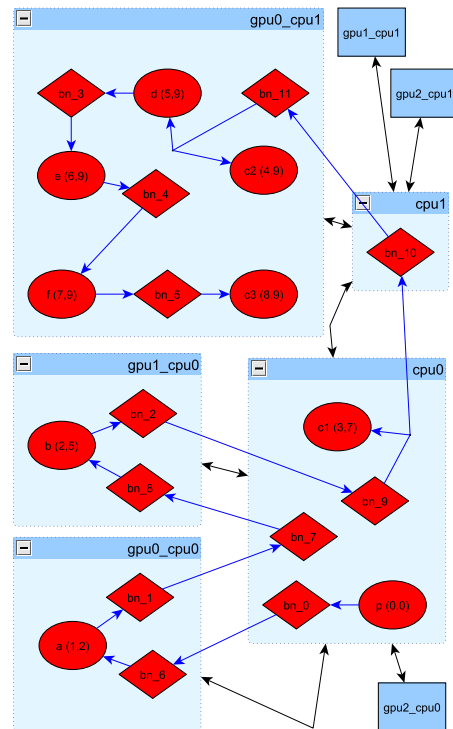 gpu0_cpu1
bn_3
d (5,9)
bn_11
e (6,9)
bn_4
c2 (4,9)
f (7,9)
bn_5
c3 (8,9)
gpu1_cpu1
gpu2_cpu1
cpu1
bn_10
gpu1_cpu0
bn_2
b (2,5)
bn_8
cpu0
c1 (3,7)
bn_9
bn_7
bn_0
p (0,0)
gpu0_cpu0
bn_1
a (1,2)
bn_6
gpu2_cpu0